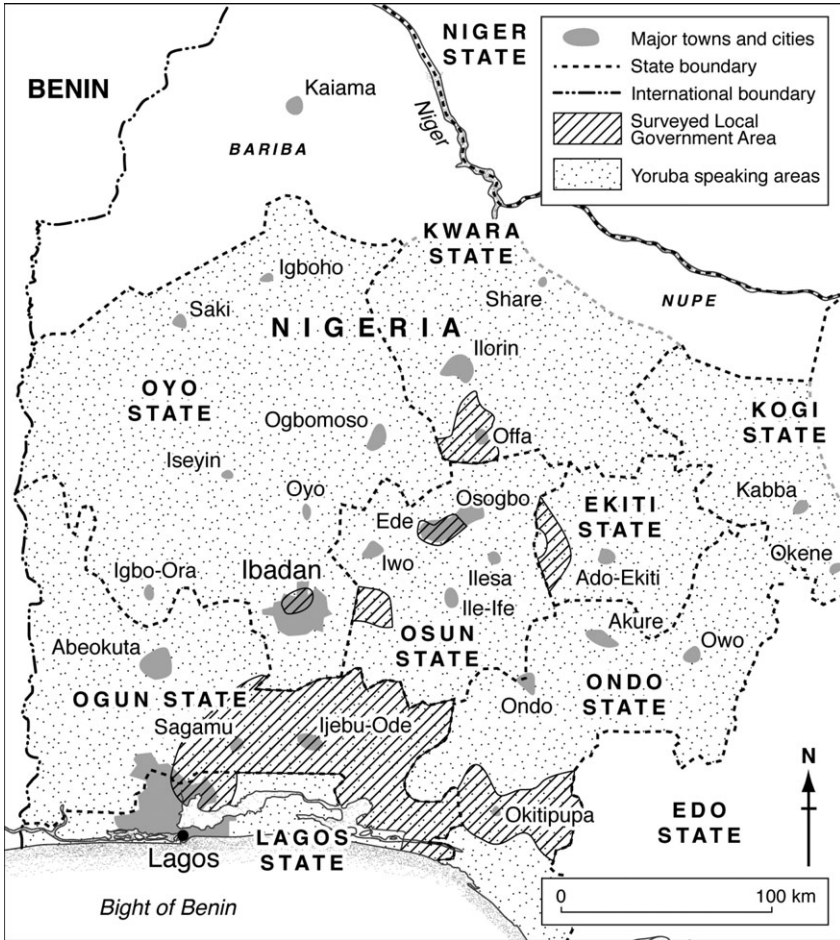 NIGER
STATE
Major towns and cities
State boundary
International boundary
Surveyed Local
Government Area
Yoruba speaking areas
BENIN
Kaiama
Niger
BARIBA
KWARA
STATE
Igboho
Share
NUPE
Saki
NIGERIA
Ilorin
OYO
STATE
KOGI
STATE
Ogbomoso
Offa
Iseyin
Oyo
Osogbo
EKITI
STATE
Kabba
Ede
Iwo
Okene
Igbo-Ora
Ibadan
Ilesa
Ado-Ekiti
Ile-Ife
Akure
Abeokuta
OSUN
STATE
Owo
OGUN STATE
Ondo
ONDO
STATE
Sagamu
Ijebu-Ode
N
Okitipupa
EDO
STATE
LAGOS
STATE
Lagos
Bight of Benin
0
100 km